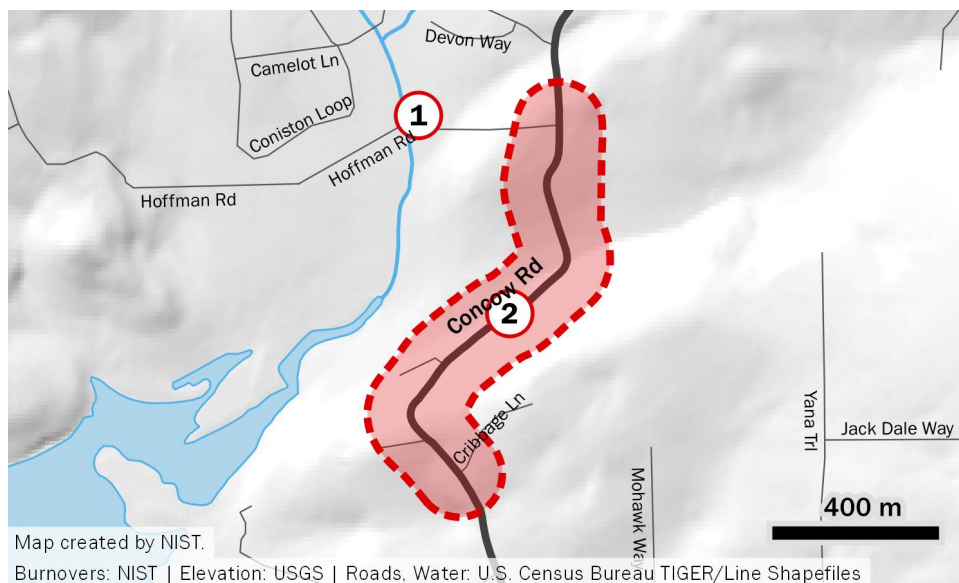 Devon Way
Camelot Ln
Coniston Loop
1
Hoffman Rd
Hoffman Rd
Concow Rd
2
Cribbage Ln
Yana Trl
Jack Dale Way
Mohawk Way
400 m
Map created by NIST.
Burnovers: NIST | Elevation: USGS | Roads, Water: U.S. Census Bureau TIGER/Line Shapefiles